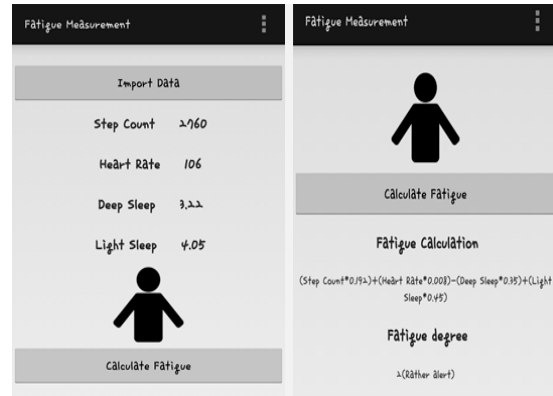 Fatigue Measurement
Import Data
Step Count 2760
Heart Rate 106
Deep Sleep 3.22
Light Sleep 4.05
Calculate Fatigue
Fatigue Measurement
Calculate Fatigue
Fatigue Calculation
(Step Count*0.192)+(Heart Rate*0.008)-(Deep Sleep*0.35)+(Light
Sleep*0.45)
Fatigue degree
2(Rather alert)